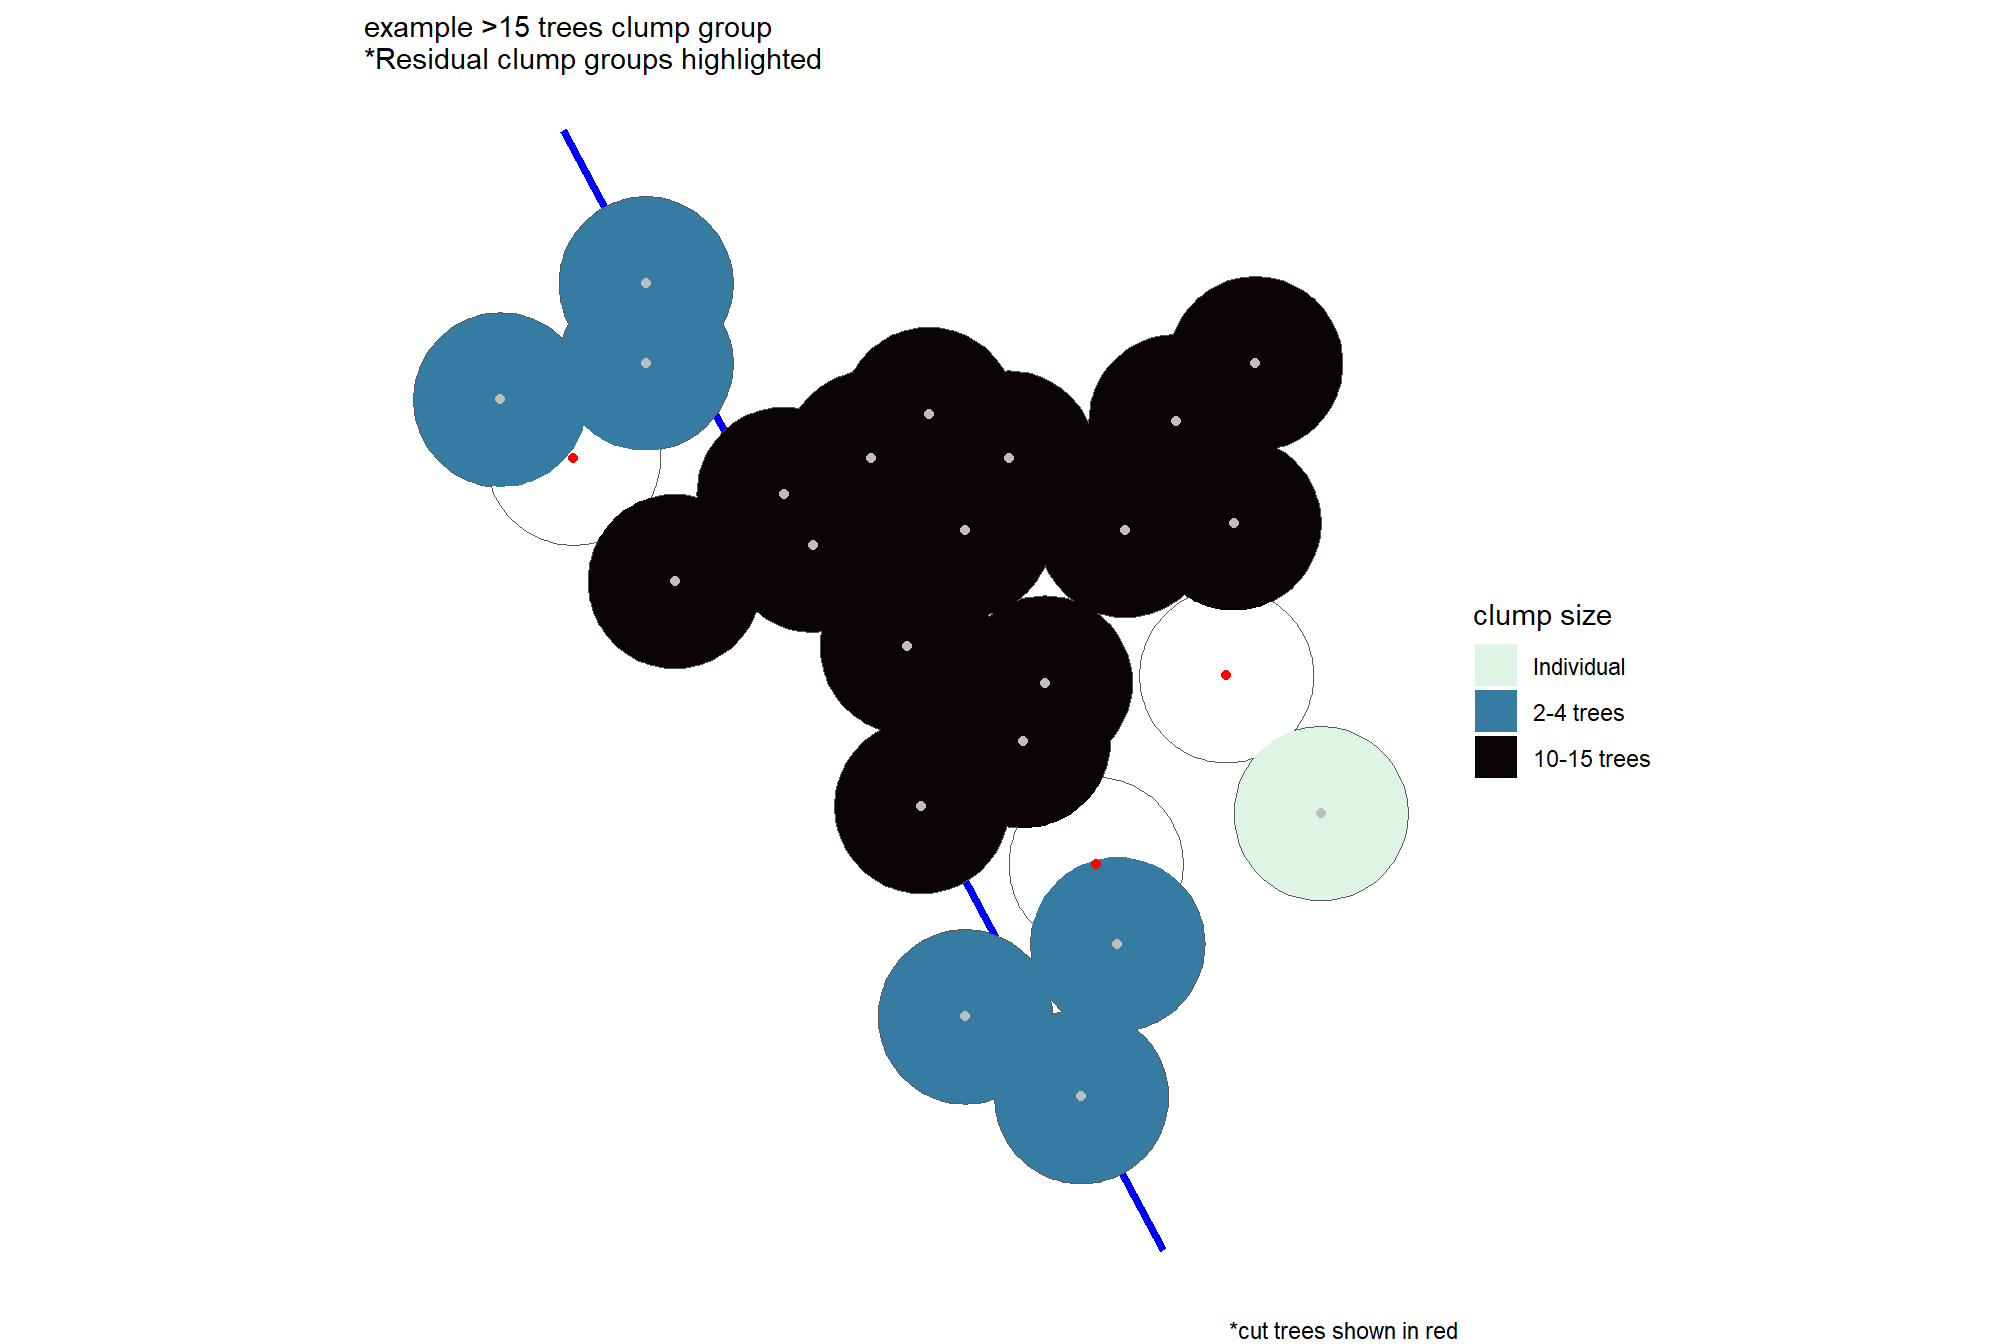 example >15 trees clump group
*Residual clump groups highlighted
clump size
Individual
2-4 trees
10-15 trees
*cut trees shown in red